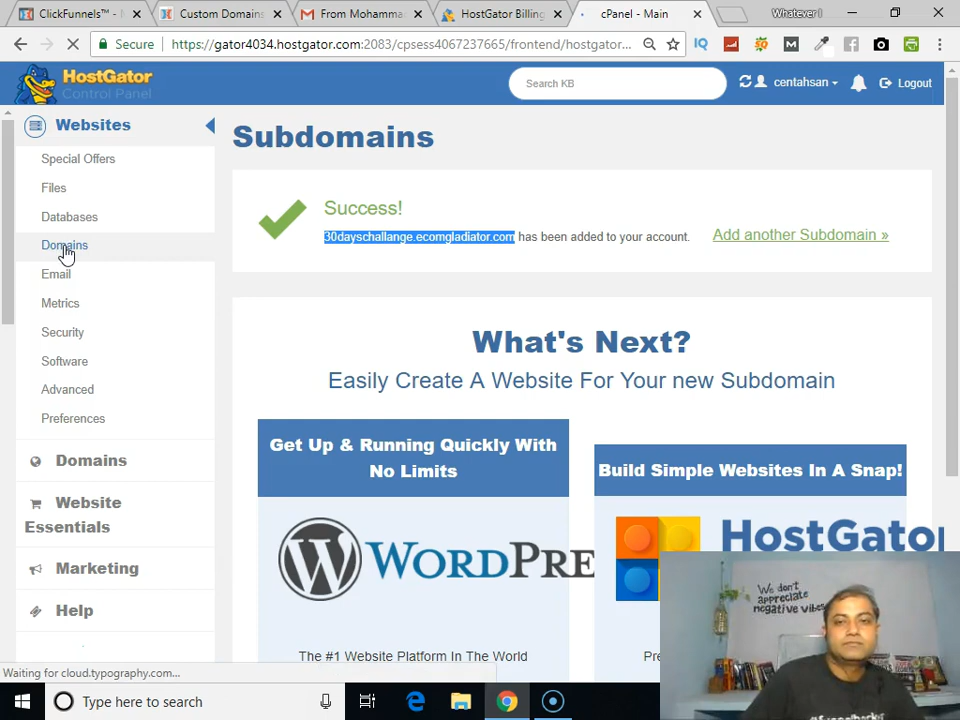 ClickFunnels™ -
Custom Domains
From Mohamma
HostGator Billing
cPanel - Main
Whatever I
Secure
https://gator4034.hostgator.com:2083/cpsess4067237665/frontend/hostgator...
HostGator
Control Panel
Search KB
centahsan
Logout
Websites
Special Offers
Files
Databases
Domains
Email
Metrics
Security
Software
Advanced
Preferences
Domains
Website
Essentials
Marketing
Help
Subdomains
Success!
30dayschallange.ecomgladiator.com has been added to your account.
Add another Subdomain »
What's Next?
Easily Create A Website For Your new Subdomain
Get Up & Running Quickly With
No Limits
WORDPRE
The #1 Website Platform In The World
Build Simple Websites In A Snap!
HostGator
Pre
We don't
appreciate
negative vibes
Waiting for cloud.typography.com...
Type here to search